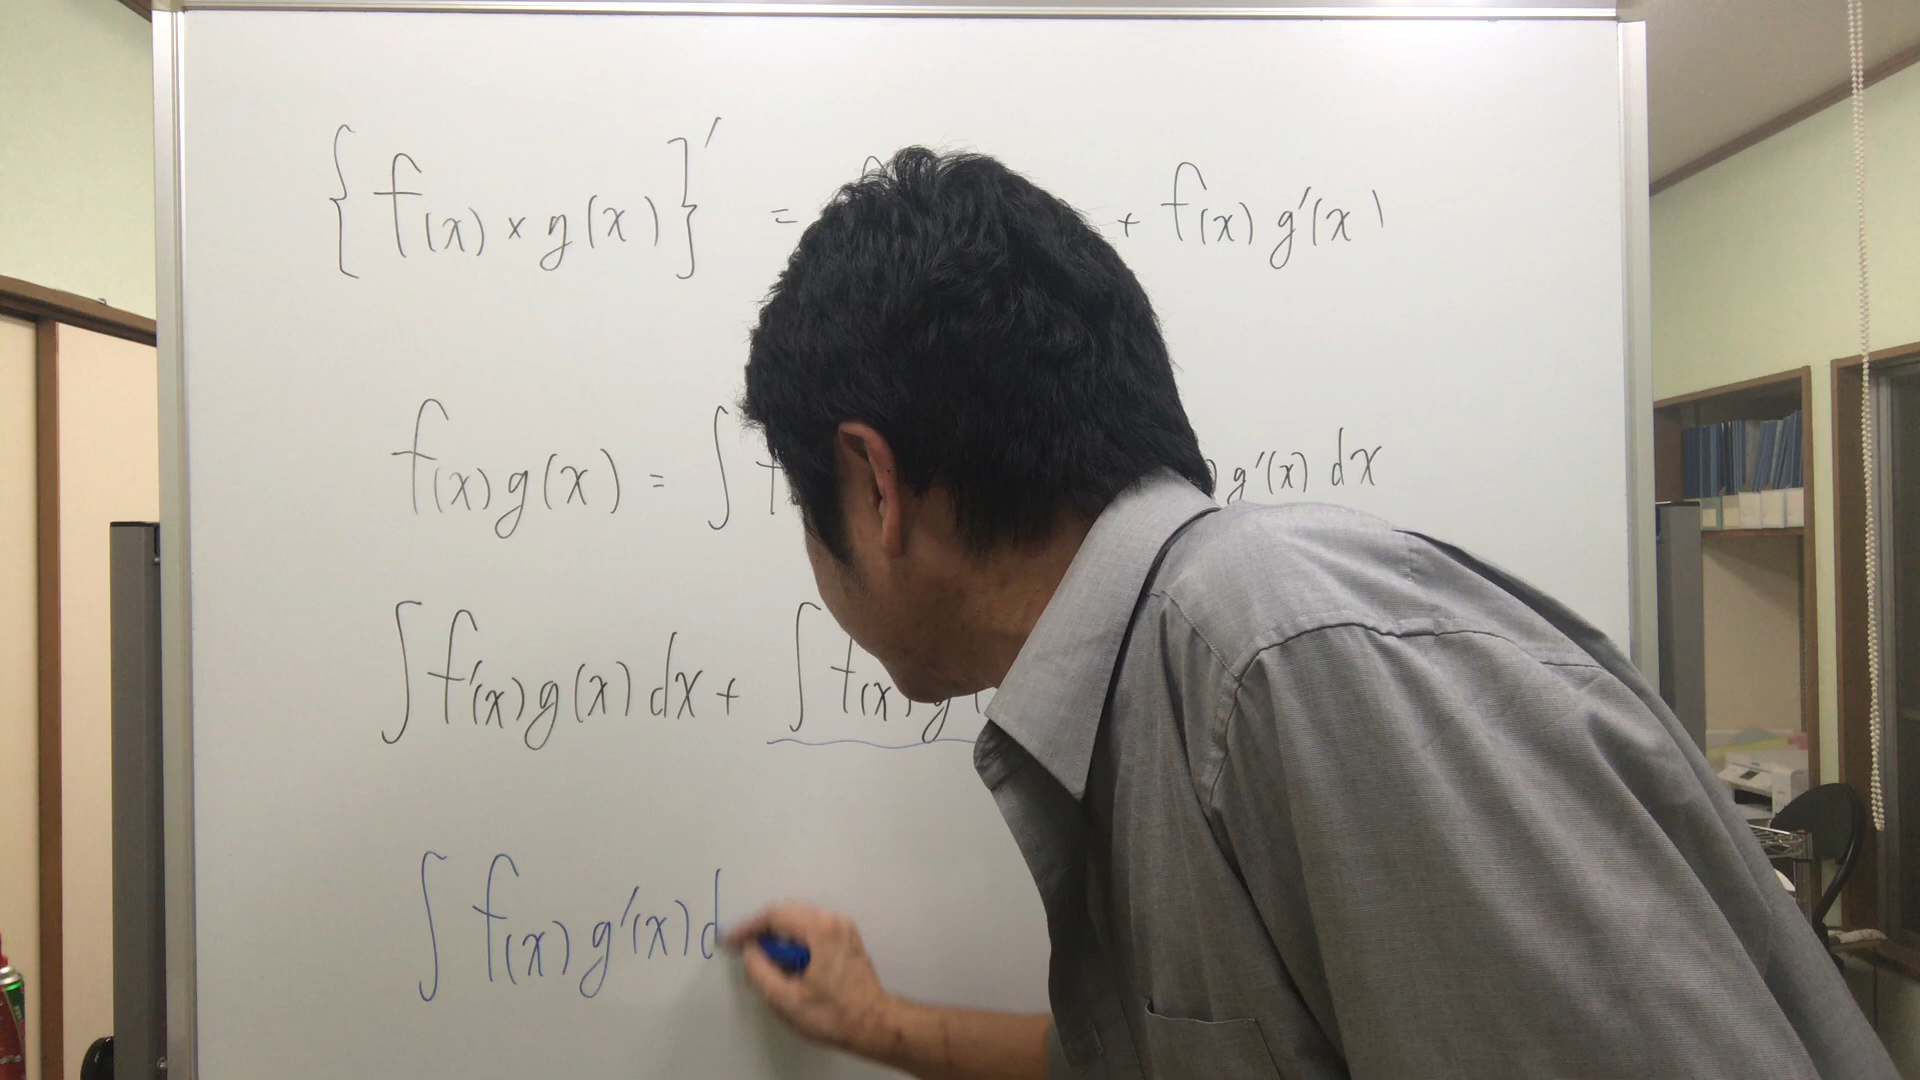 {f(x) × g(x)}' = + f(x) g'(x)
f(x) g(x) = ∫ g'(x) dx
∫ f'(x) g(x) dx + ∫ f(x) g
∫ f(x) g'(x) d